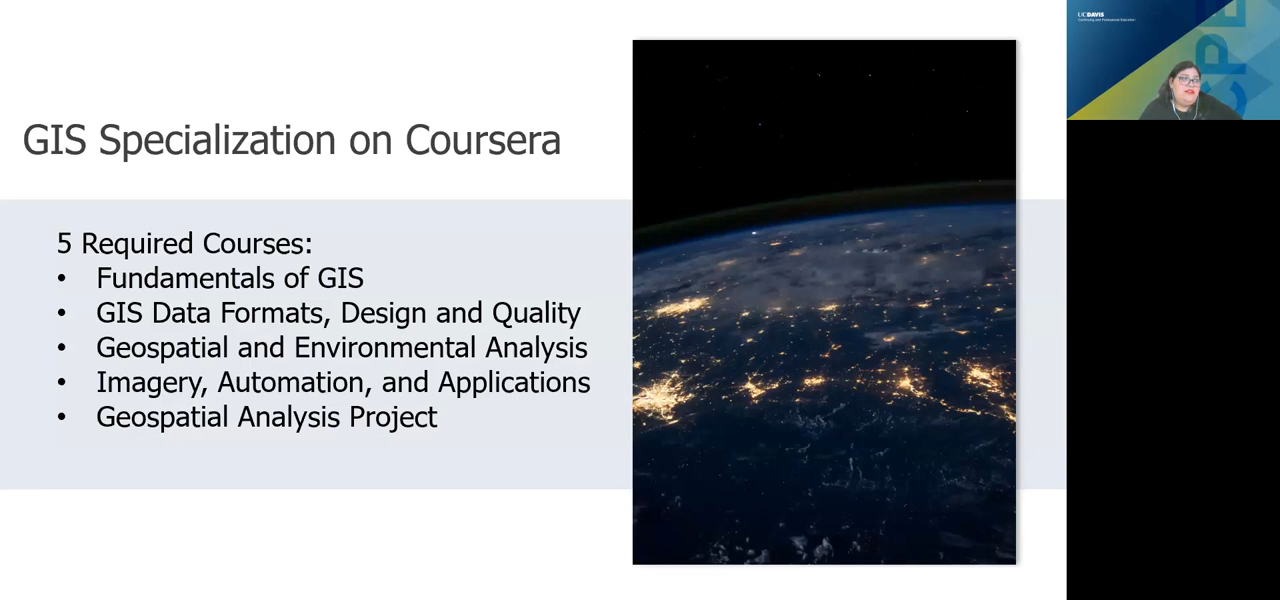 GIS Specialization on Coursera
5 Required Courses:
• Fundamentals of GIS
• GIS Data Formats, Design and Quality
• Geospatial and Environmental Analysis
• Imagery, Automation, and Applications
• Geospatial Analysis Project
UCDAVIS
Continuing and Professional Education
CPE